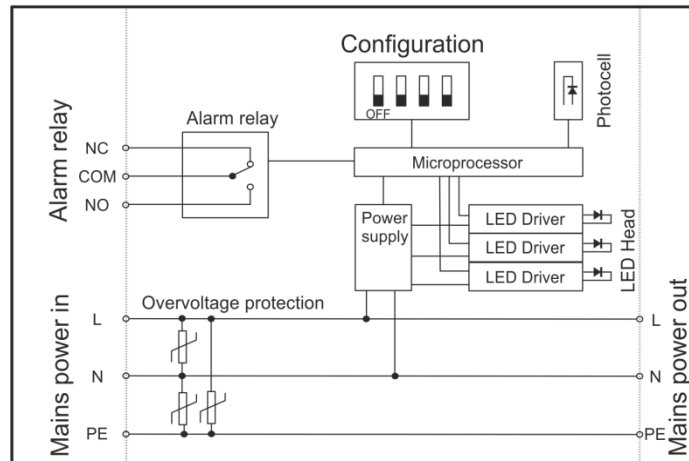 Configuration
OFF
Photocell
Alarm relay
Alarm relay
NC
COM
NO
Microprocessor
Power
supply
LED Driver
LED Driver
LED Driver
LED Head
Mains power in
Overvoltage protection
L
N
PE
L
N
PE
Mains power out